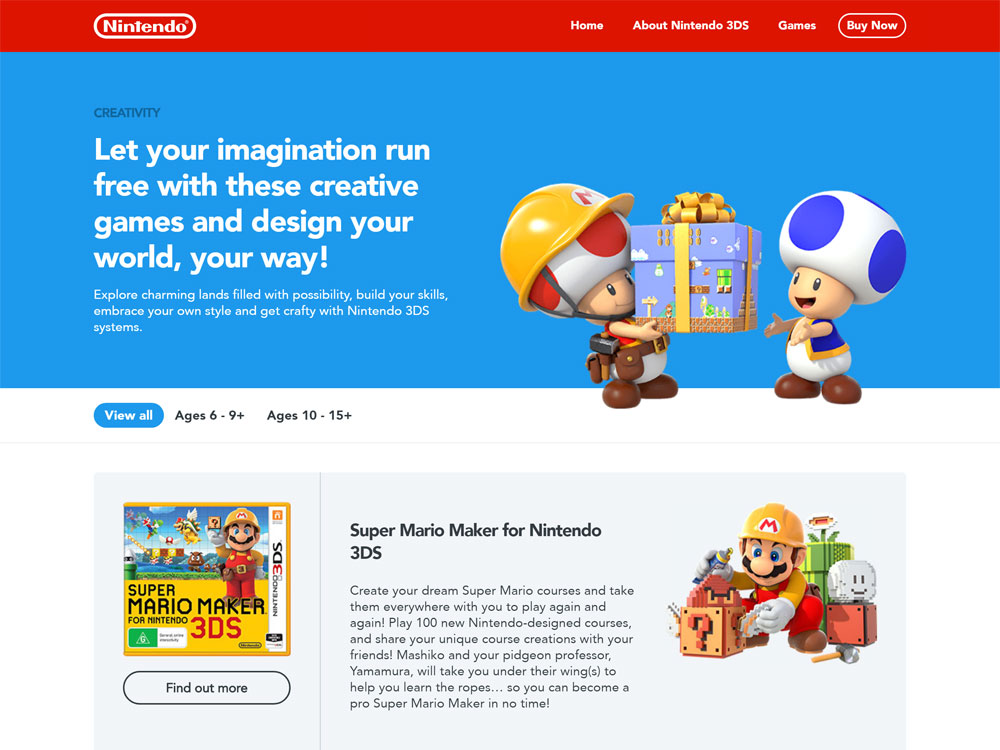 Nintendo
Home
About Nintendo 3DS
Games
Buy Now
CREATIVITY
Let your imagination run
free with these creative
games and design your
world, your way!
Explore charming lands filled with possibility, build your skills,
embrace your own style and get crafty with Nintendo 3DS
systems.
View all
Ages 6 - 9+
Ages 10 - 15+
SUPER
MARIO MAKER
FOR NINTENDO 3DS
G
NINTENDO 3DS
Nintendo
Find out more
Super Mario Maker for Nintendo
3DS
Create your dream Super Mario courses and take
them everywhere with you to play again and
again! Play 100 new Nintendo-designed courses,
and share your unique course creations with your
friends! Mashiko and your pidgeon professor,
Yamamura, will take you under their wing(s) to
help you learn the ropes… so you can become a
pro Super Mario Maker in no time!